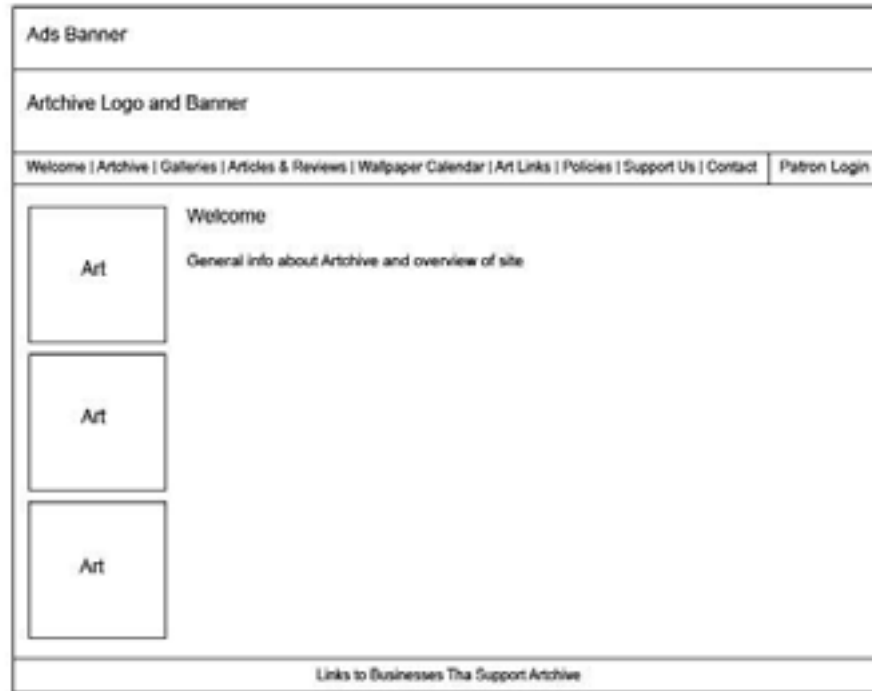 Ads Banner
Artchive Logo and Banner
Welcome | Artchive | Galleries | Articles & Reviews | Wallpaper Calendar | Art Links | Policies | Support Us | Contact
Patron Login
Art
Welcome
General info about Artchive and overview of site
Art
Art
Links to Businesses Tha Support Artchive